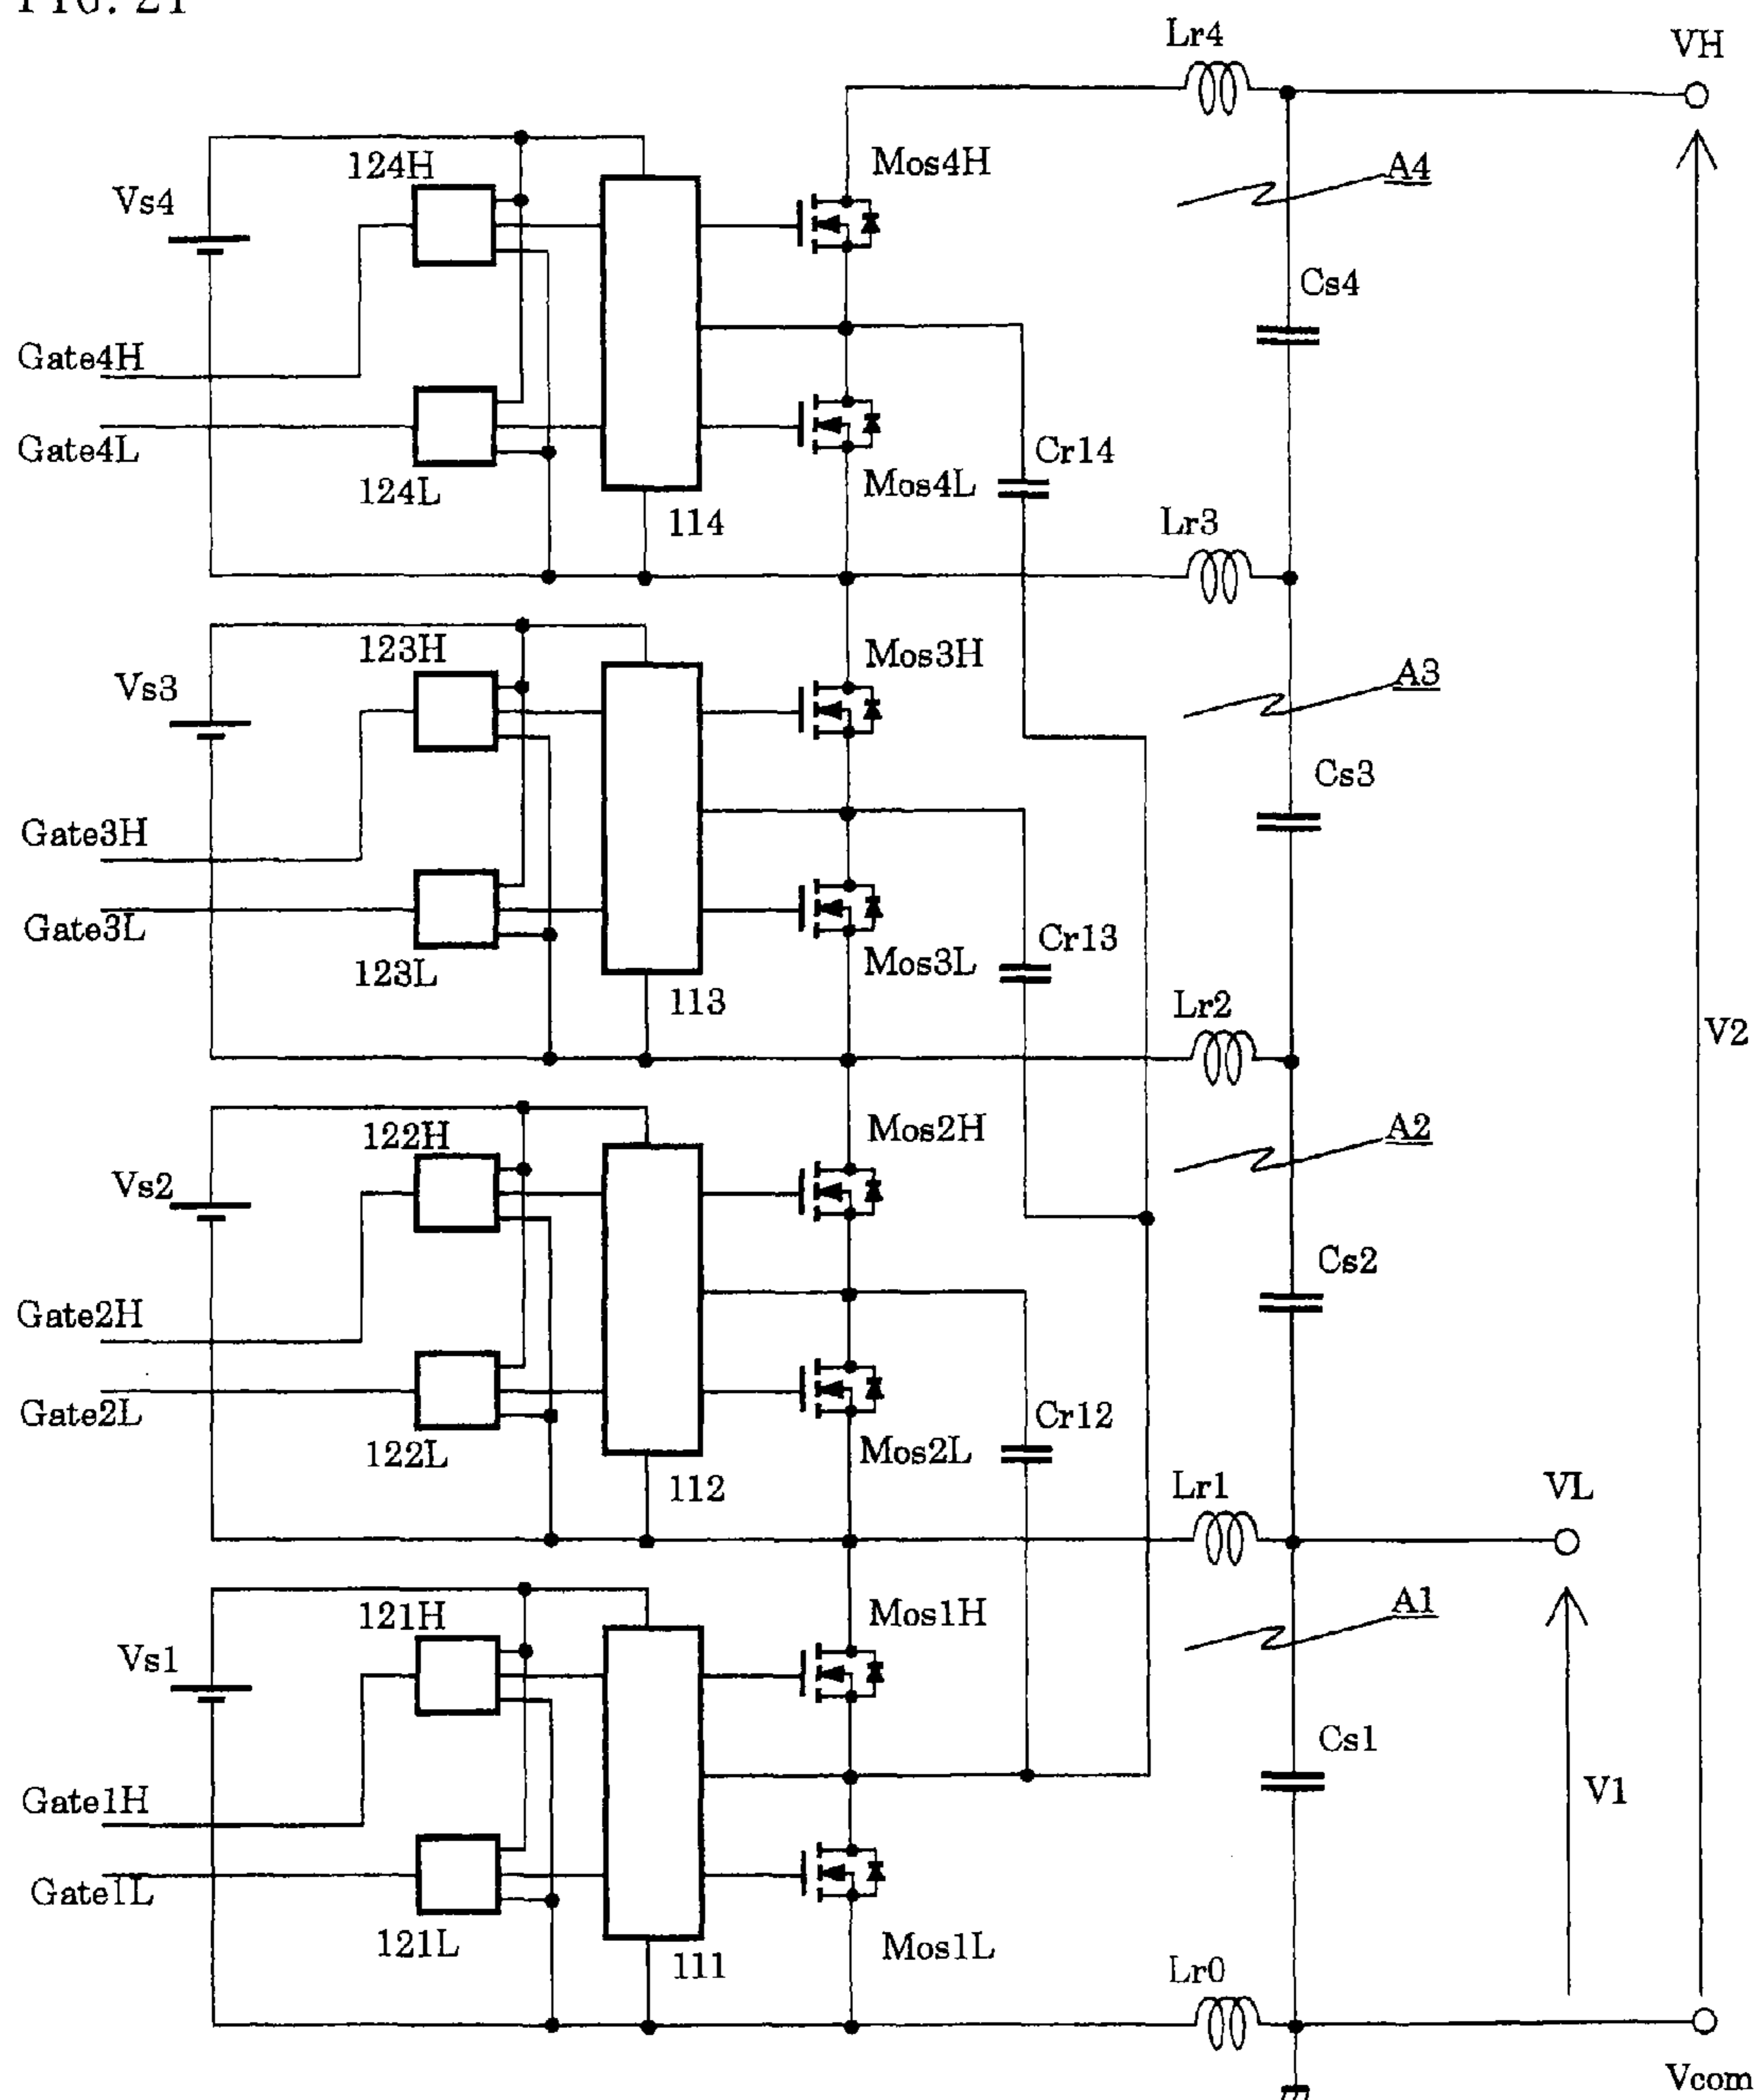 FIG. 21
Lr4
VH
124H
Mos4H
A4
Vs4
Cs4
Gate4H
Gate4L
Cr14
124L
Mos4L
114
Lr3
123H
Mos3H
A3
Vs3
Cs3
Gate3H
Gate3L
Cr13
123L
Mos3L
113
Lr2
V2
122H
Mos2H
A2
Vs2
Cs2
Gate2H
Gate2L
Cr12
122L
Mos2L
112
Lr1
VL
121H
Mos1H
A1
Vs1
Cs1
V1
Gate1H
Gate1L
121L
Mos1L
111
Lr0
Vcom